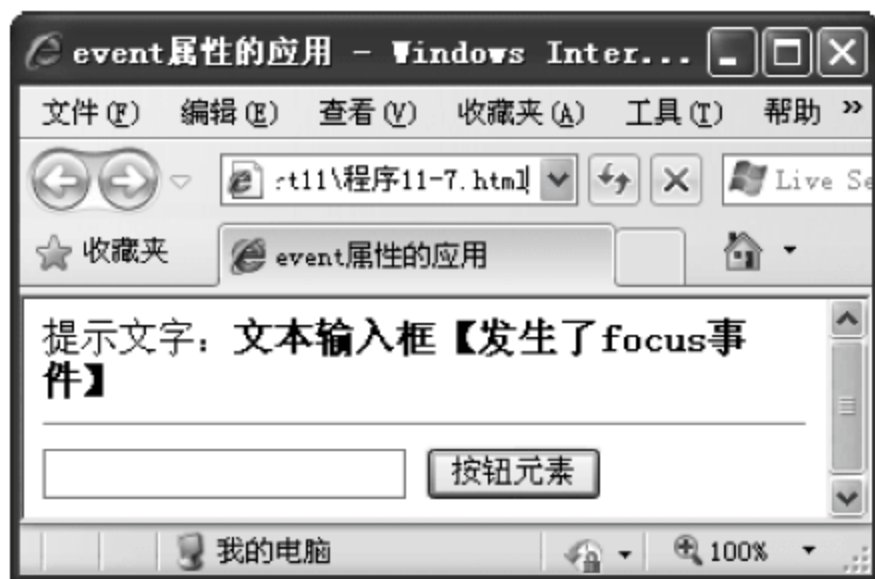 event属性的应用 - Windows Inter...
文件(F) 编辑(E) 查看(V) 收藏夹(A) 工具(T) 帮助 »
rt11\程序11-7.html Live Se
收藏夹 event属性的应用
提示文字：文本输入框【发生了focus事
件】
按钮元素
我的电脑 100%